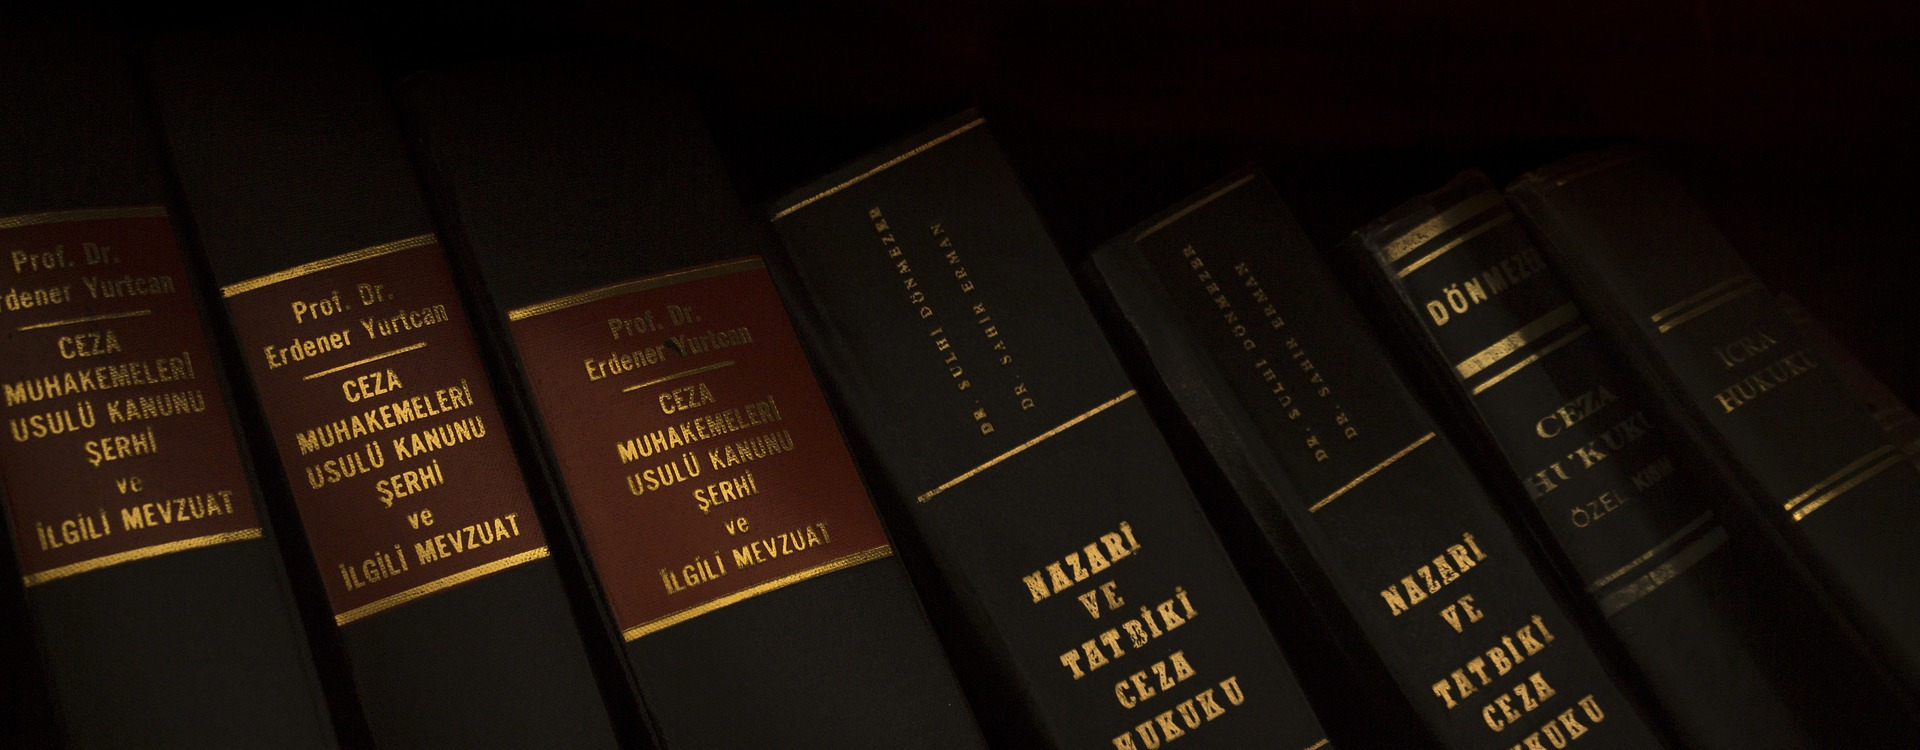 Prof. Dr.
Erdener Yurtcan
CEZA
MUHAKEMELERİ
USULÜ KANUNU
ŞERHİ
ve
İLGİLİ MEVZUAT
Prof. Dr.
Erdener Yurtcan
CEZA
MUHAKEMELERİ
USULÜ KANUNU
ŞERHİ
ve
İLGİLİ MEVZUAT
Prof. Dr.
Erdener Yurtcan
CEZA
MUHAKEMELERİ
USULÜ KANUNU
ŞERHİ
ve
İLGİLİ MEVZUAT
DR. SULHİ DÖNMEZER
DR. SAHİR ERMAN
NAZARİ
VE
TATBİKİ
CEZA
HUKUKU
DR. SULHİ DÖNMEZER
DR. SAHİR ERMAN
NAZARİ
VE
TATBİKİ
CEZA
HUKUKU
DÖNMEZER
CEZA
HUKUKU
ÖZEL KISIM
İCRA
HUKUKU